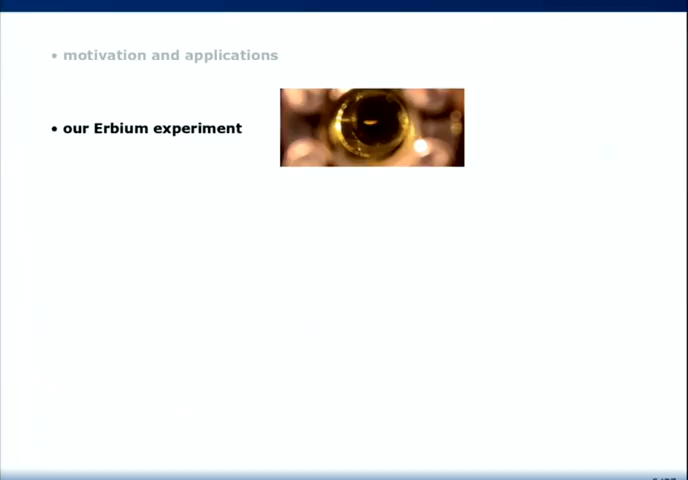 • motivation and applications
• our Erbium experiment